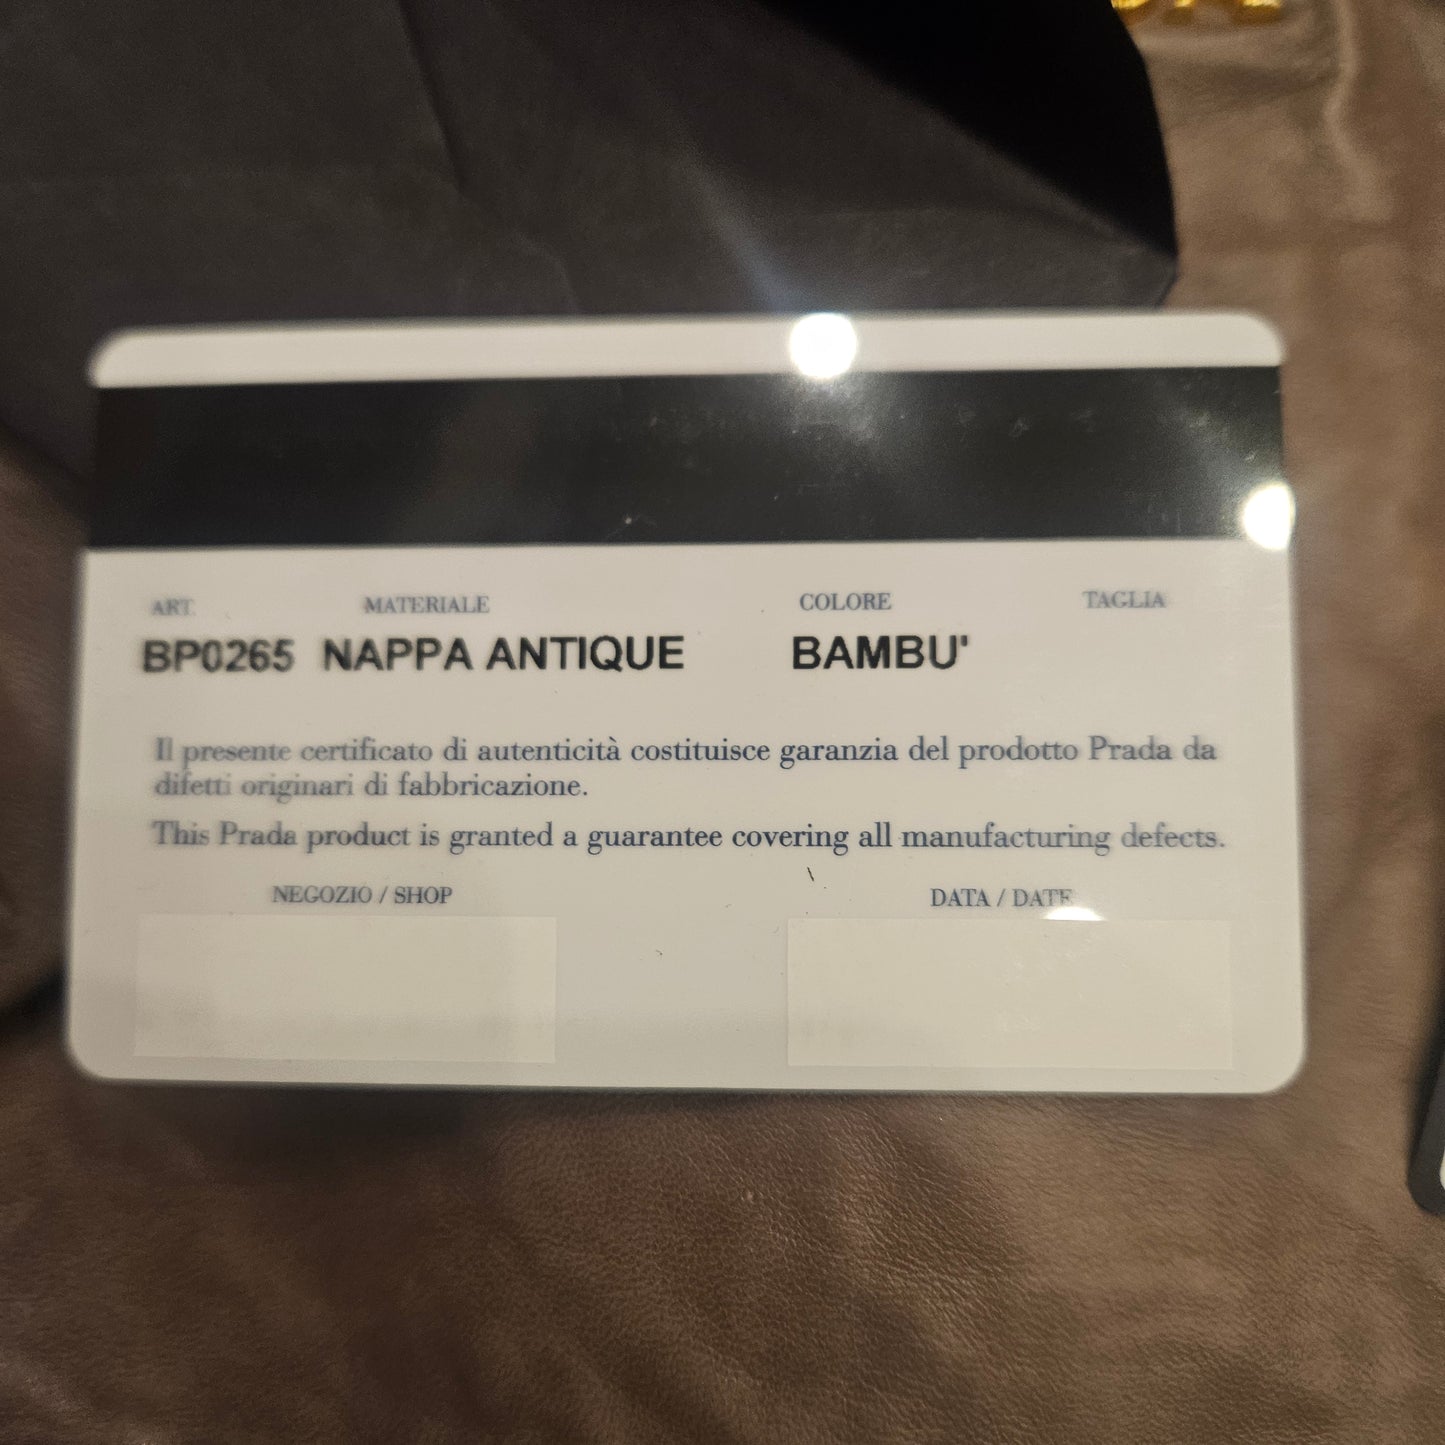 ART. MATERIALE COLORE TAGLIA
BP0265 NAPPA ANTIQUE BAMBU'
Il presente certificato di autenticità costituisce garanzia del prodotto Prada da
difetti originari di fabbricazione.
This Prada product is granted a guarantee covering all manufacturing defects.
NEGOZIO / SHOP DATA / DATE